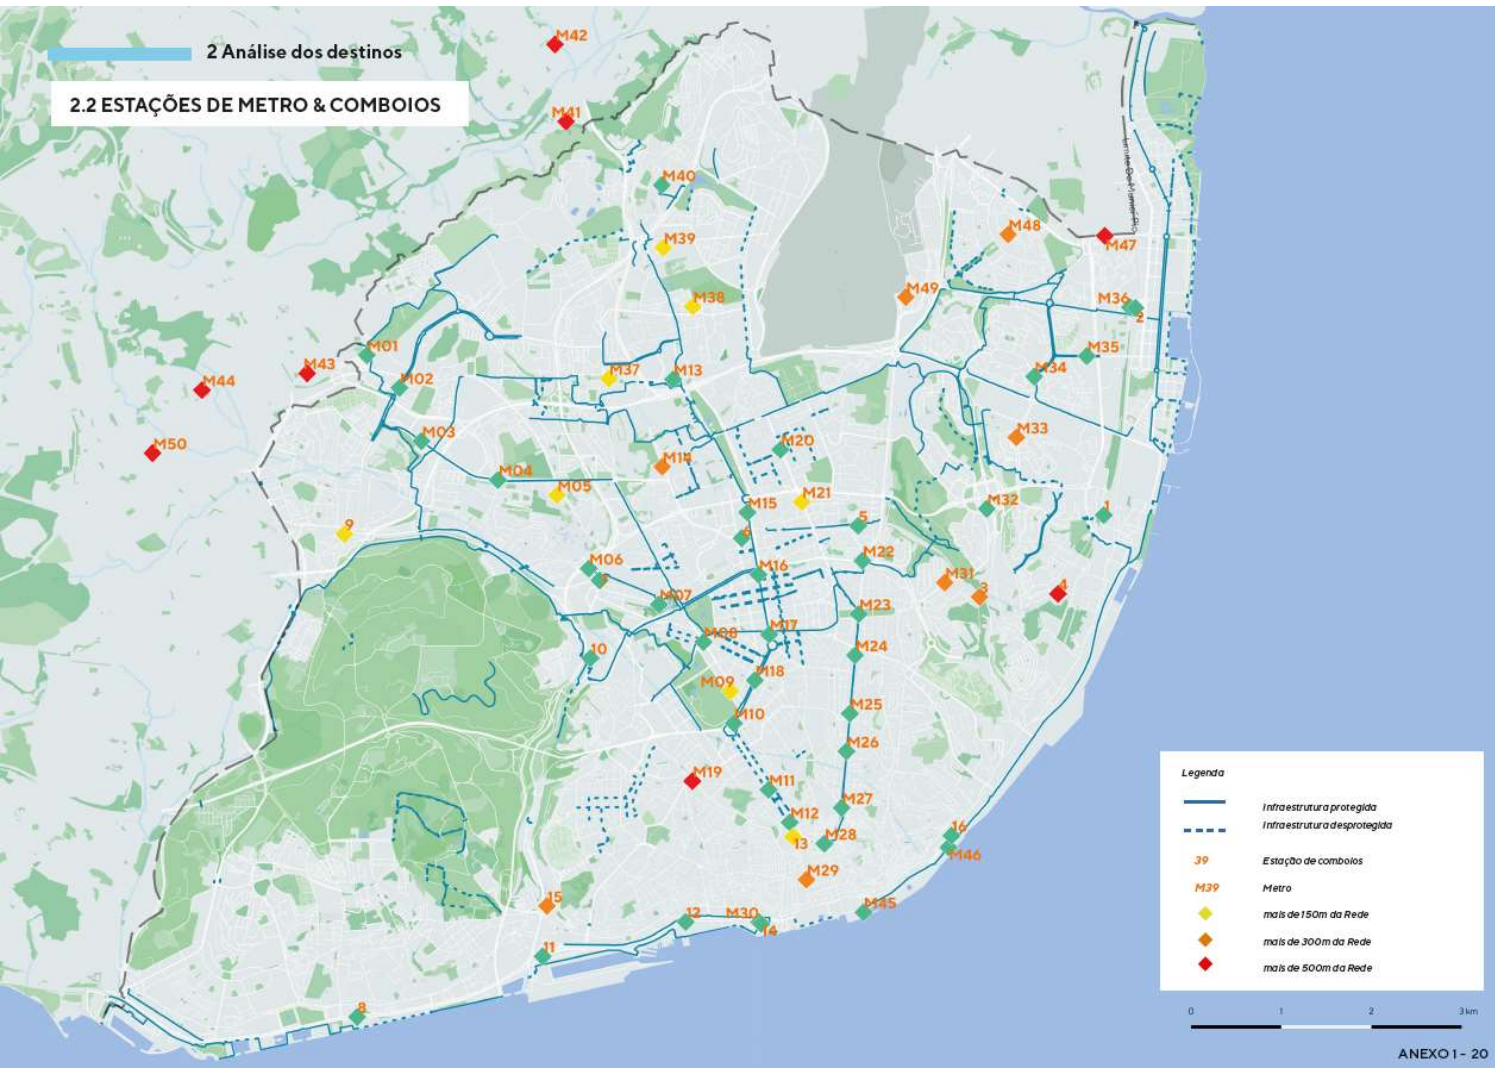 M42
2 Análise dos destinos
2.2 ESTAÇÕES DE METRO & COMBOIOS
M41
M40
M39
M38
M48
M47
M49
M36
2
M01
M43
M02
M44
M37
M13
M35
M34
M03
M50
M33
M20
M14
M04
M05
M21
M15
M32
1
9
5
6
M22
M06
M16
M31
3
4
M07
M23
M08
M17
10
M24
M18
M09
M10
M25
M26
M19
M11
M27
M12
13
M28
16
M46
M29
15
12
M30
14
M45
11
8
Legenda
Infraestrutura protegida
Infraestrutura desprotegida
39 Estação de comboios
M39 Metro
mais de 150m da Rede
mais de 300m da Rede
mais de 500m da Rede
0 1 2 3 km
ANEXO 1 - 20